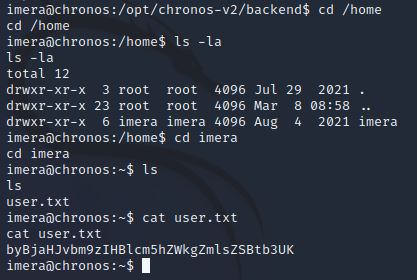 imera@chronos:/opt/chronos-v2/backend$ cd /home
cd /home
imera@chronos:/home$ ls -la
ls -la
total 12
drwxr-xr-x  3 root  root  4096 Jul 29  2021 .
drwxr-xr-x 23 root  root  4096 Mar  8 08:58 ..
drwxr-xr-x  6 imera imera 4096 Aug  4  2021 imera
imera@chronos:/home$ cd imera
cd imera
imera@chronos:~$ ls
ls
user.txt
imera@chronos:~$ cat user.txt
cat user.txt
byBjaHJvbm9zIHBlcm5hZWkgZmlsZSBtb3UK
imera@chronos:~$